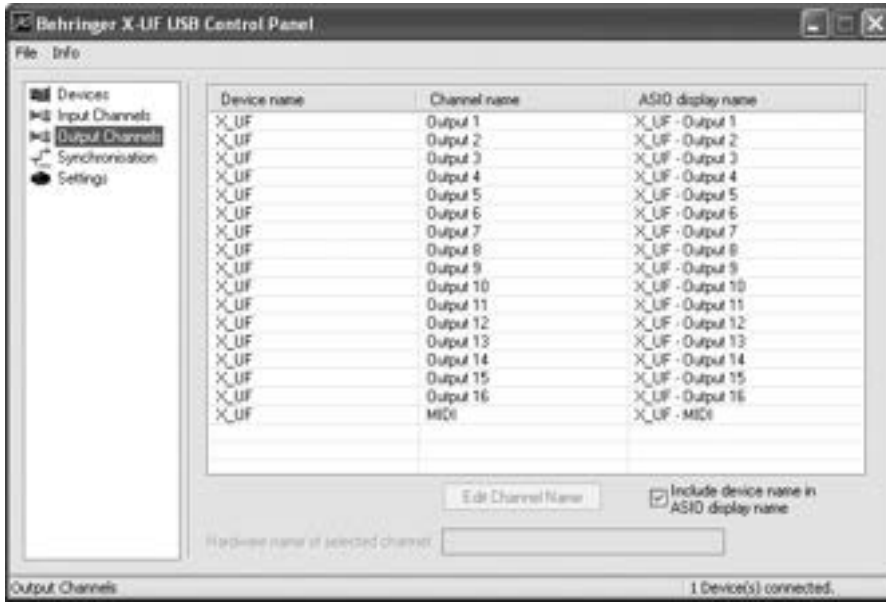 Behringer X-UF USB Control Panel
File Info
Devices
Input Channels
Output Channels
Synchronisation
Settings
Device name Channel name ASIO display name
X_UF Output 1 X_UF - Output 1
X_UF Output 2 X_UF - Output 2
X_UF Output 3 X_UF - Output 3
X_UF Output 4 X_UF - Output 4
X_UF Output 5 X_UF - Output 5
X_UF Output 6 X_UF - Output 6
X_UF Output 7 X_UF - Output 7
X_UF Output 8 X_UF - Output 8
X_UF Output 9 X_UF - Output 9
X_UF Output 10 X_UF - Output 10
X_UF Output 11 X_UF - Output 11
X_UF Output 12 X_UF - Output 12
X_UF Output 13 X_UF - Output 13
X_UF Output 14 X_UF - Output 14
X_UF Output 15 X_UF - Output 15
X_UF Output 16 X_UF - Output 16
X_UF MIDI X_UF - MIDI
Edit Channel Name
Include device name in
ASIO display name
Hardware name of selected channel
Output Channels
1 Device(s) connected.